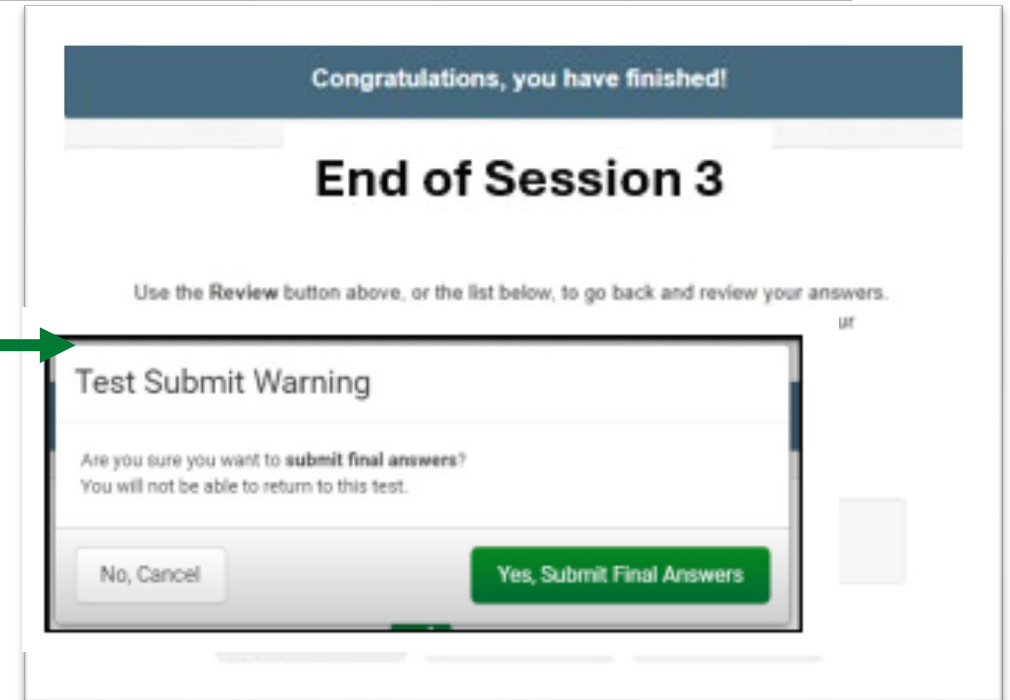 Congratulations, you have finished!
End of Session 3
Use the Review button above, or the list below, to go back and review your answers.
ur
Test Submit Warning
Are you sure you want to submit final answers?
You will not be able to return to this test.
No, Cancel
Yes, Submit Final Answers